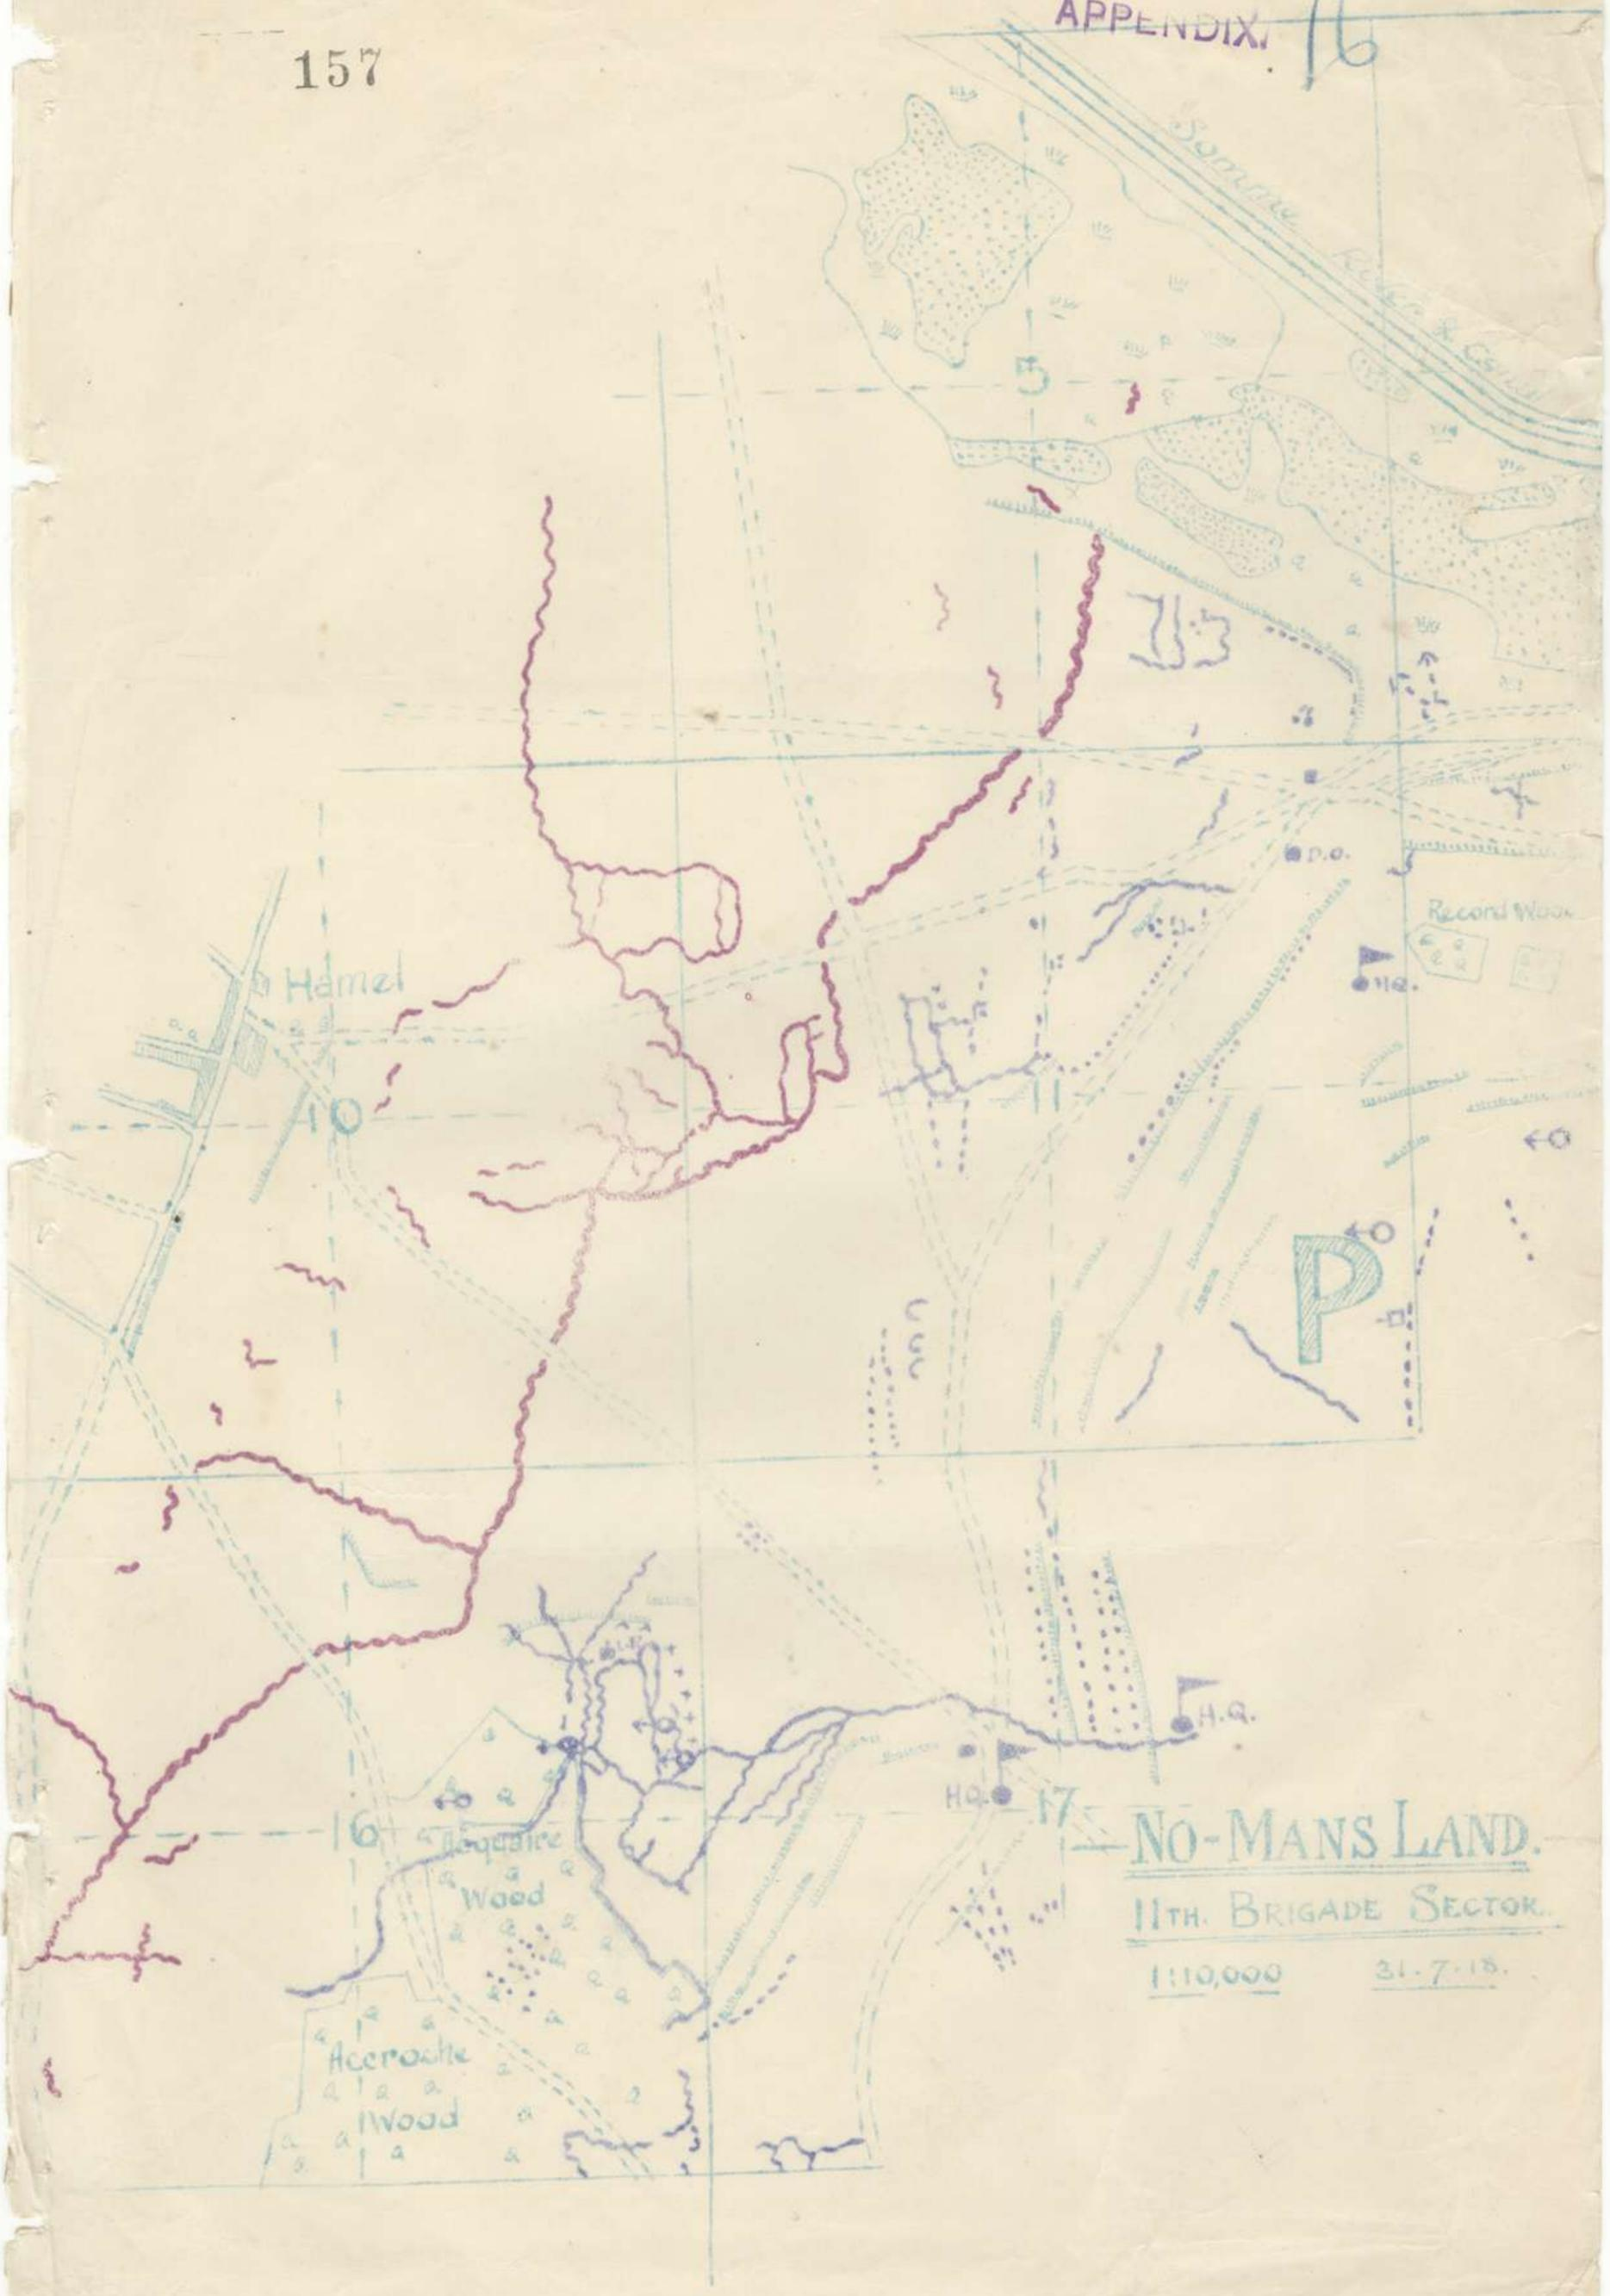 157
APPENDIX. 16
Somme River & Canal
5
P.O.
Record Wood
H.Q.
Hamel
10
11
P
H.Q.
H.Q.
16
17
Wood
Accroche
Wood
NO-MANS LAND.
11TH. BRIGADE SECTOR.
1:10,000 31.7.18.